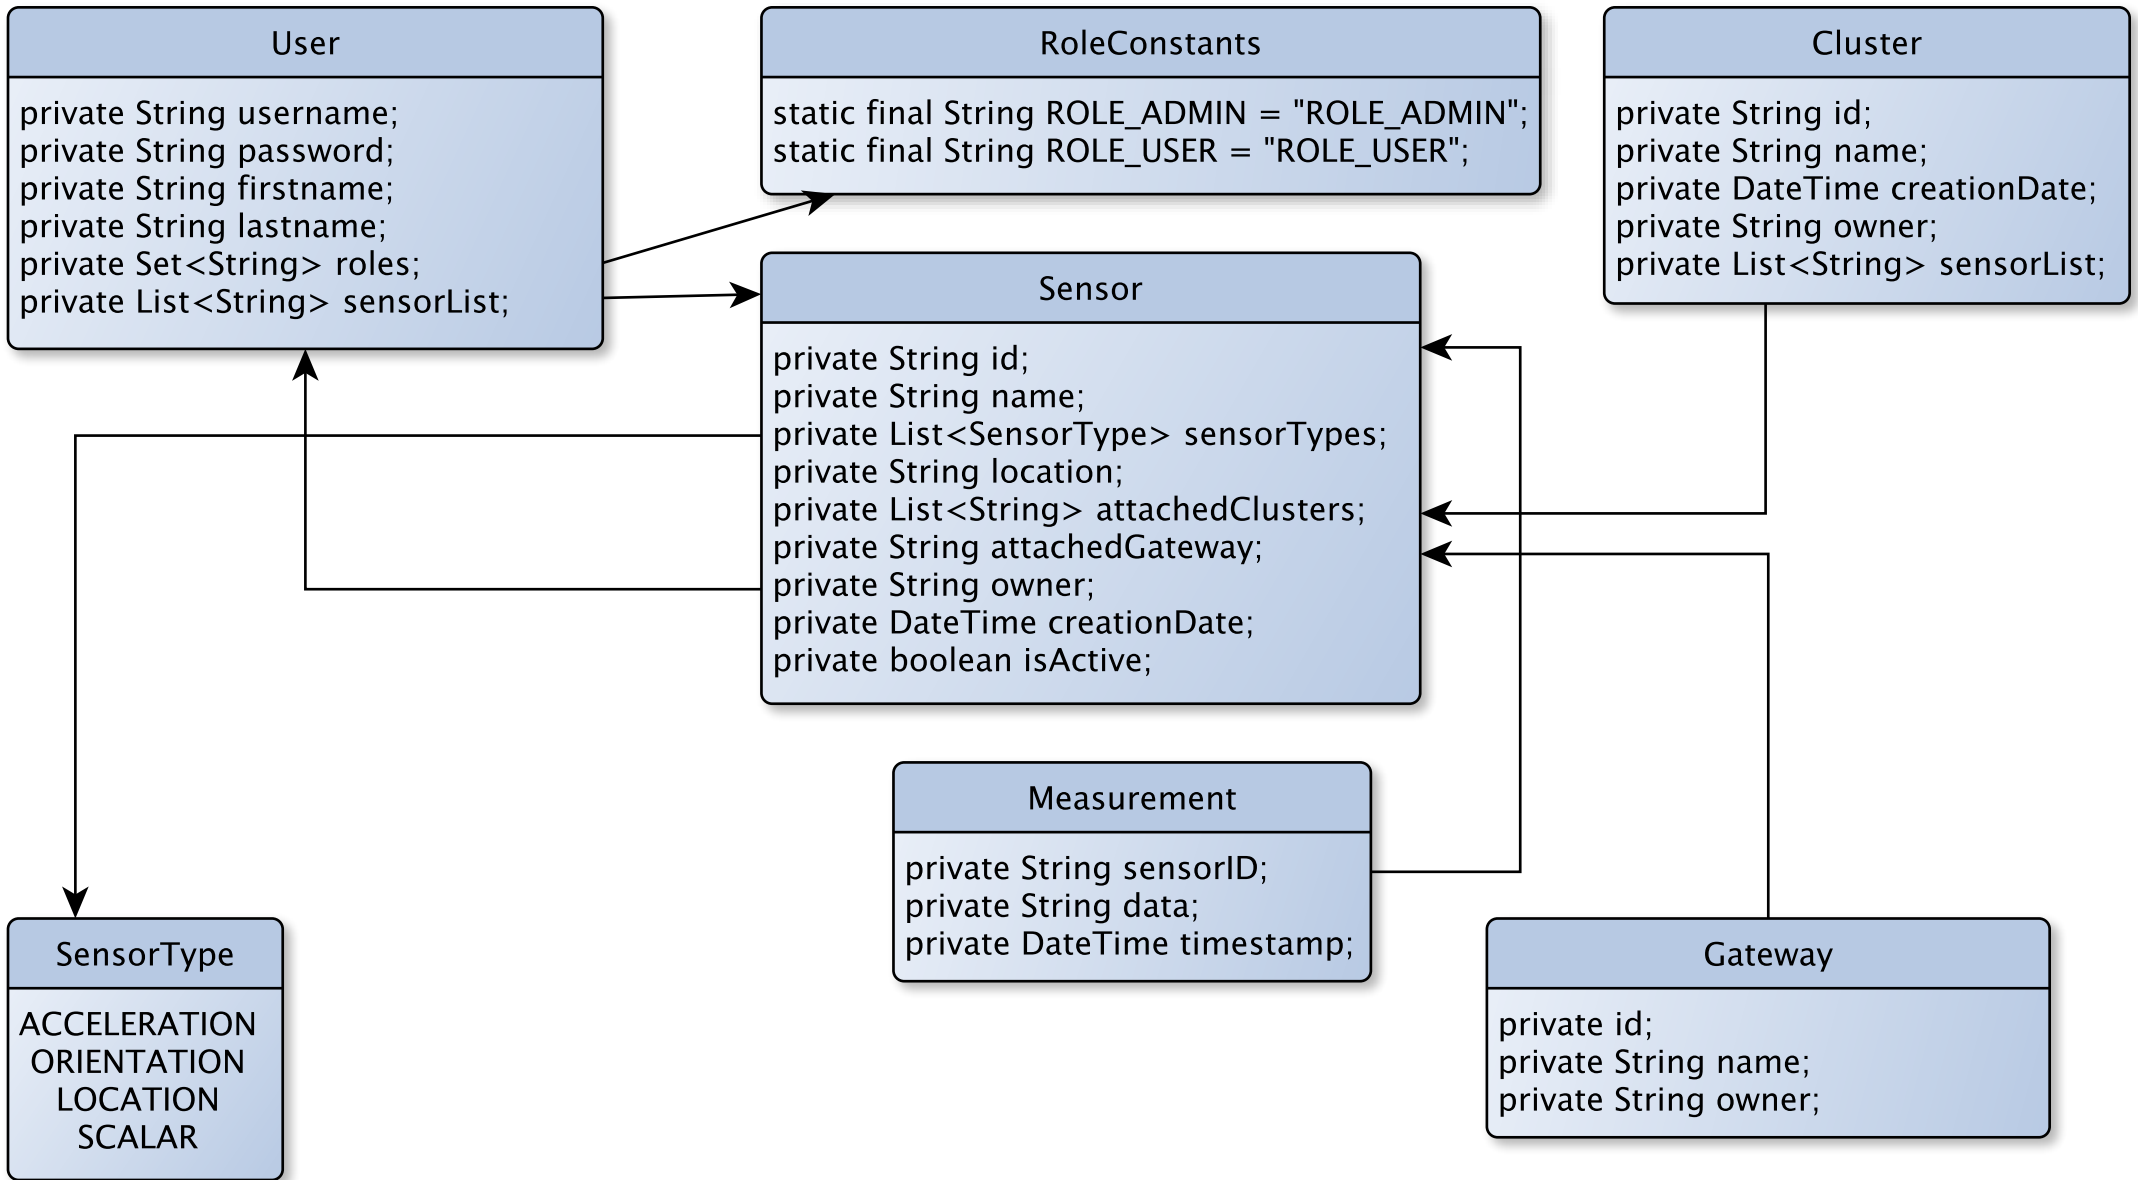 User
private String username;
private String password;
private String firstname;
private String lastname;
private Set<String> roles;
private List<String> sensorList;
RoleConstants
static final String ROLE_ADMIN = "ROLE_ADMIN";
static final String ROLE_USER = "ROLE_USER";
Cluster
private String id;
private String name;
private DateTime creationDate;
private String owner;
private List<String> sensorList;
Sensor
private String id;
private String name;
private List<SensorType> sensorTypes;
private String location;
private List<String> attachedClusters;
private String attachedGateway;
private String owner;
private DateTime creationDate;
private boolean isActive;
Measurement
private String sensorID;
private String data;
private DateTime timestamp;
SensorType
ACCELERATION
ORIENTATION
LOCATION
SCALAR
Gateway
private id;
private String name;
private String owner;